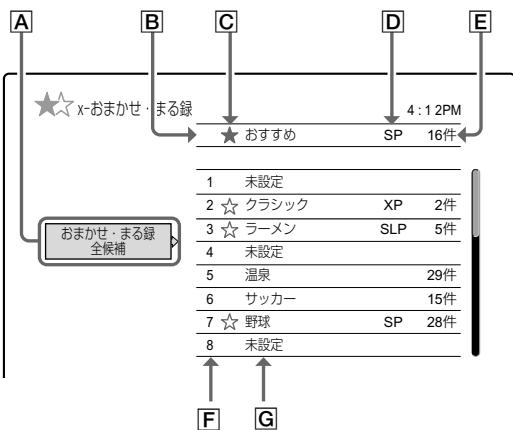 A B C D E
x-おまかせ・まる録 4:12PM
★ おすすめ SP 16件
1 未設定
2 ☆ クラシック XP 2件
3 ☆ ラーメン SLP 5件
おまかせ・まる録
全候補
4 未設定
5 温泉 29件
6 サッカー 15件
7 ☆ 野球 SP 28件
8 未設定
F G